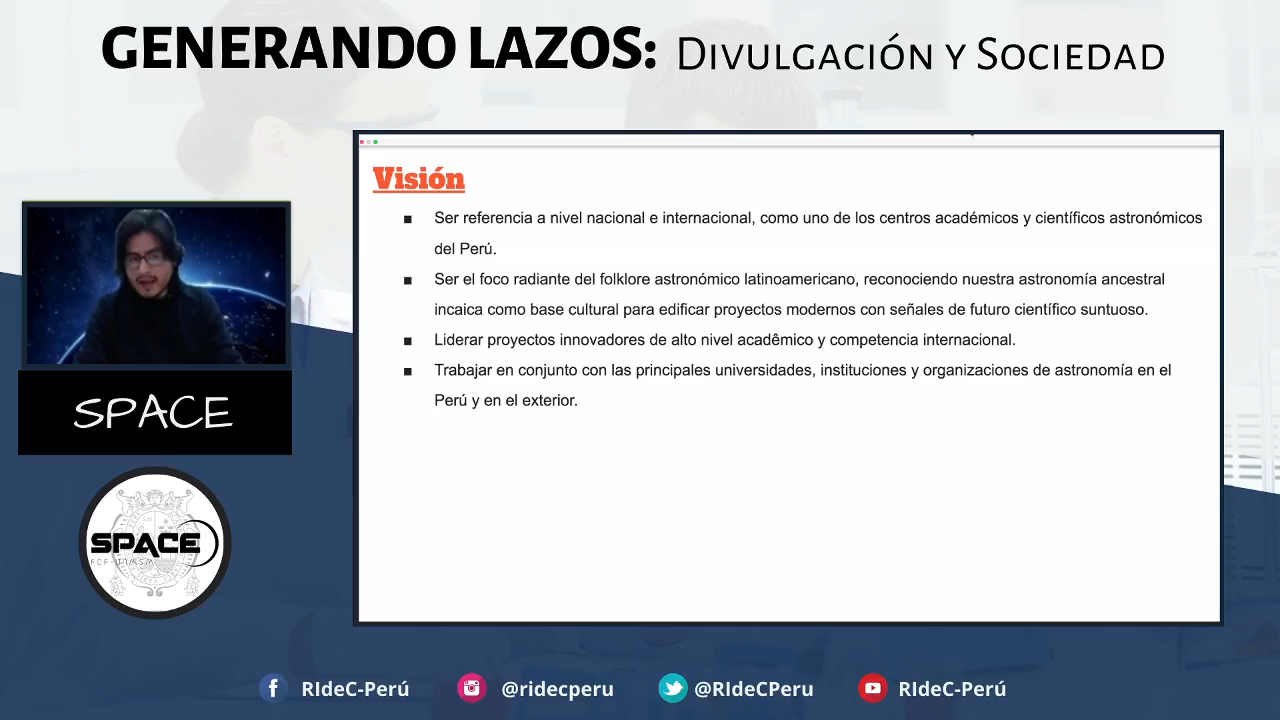 GENERANDO LAZOS: DIVULGACIÓN Y SOCIEDAD
Visión
■ Ser referencia a nivel nacional e internacional, como uno de los centros académicos y científicos astronómicos
del Perú.
■ Ser el foco radiante del folklore astronómico latinoamericano, reconociendo nuestra astronomía ancestral
incaica como base cultural para edificar proyectos modernos con señales de futuro científico suntuoso.
■ Liderar proyectos innovadores de alto nivel acadêmico y competencia internacional.
■ Trabajar en conjunto con las principales universidades, instituciones y organizaciones de astronomía en el
Perú y en el exterior.
SPACE
SPACE
FCF-UNMSM
RIdeC-Perú @ridecperu @RIdeCPeru RIdeC-Perú